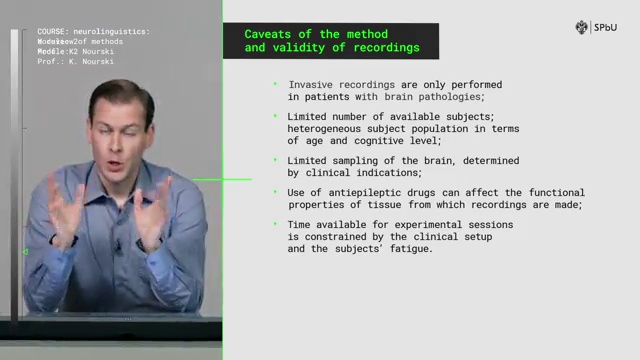 COURSE: neurolinguistics:
of methods
K2 Nourski
Prof.: K. Nourski
Caveats of the method
and validity of recordings
SPbU
• Invasive recordings are only performed
in patients with brain pathologies;
• Limited number of available subjects;
heterogeneous subject population in terms
of age and cognitive level;
• Limited sampling of the brain, determined
by clinical indications;
• Use of antiepileptic drugs can affect the functional
properties of tissue from which recordings are made;
• Time available for experimental sessions
is constrained by the clinical setup
and the subjects’ fatigue.